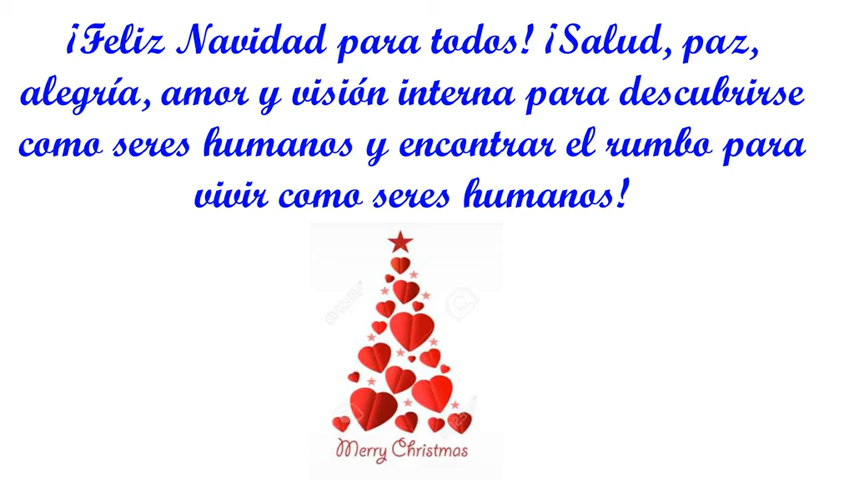 ¡Feliz Navidad para todos! ¡Salud, paz,
alegría, amor y visión interna para descubrirse
como seres humanos y encontrar el rumbo para
vivir como seres humanos!
Merry Christmas